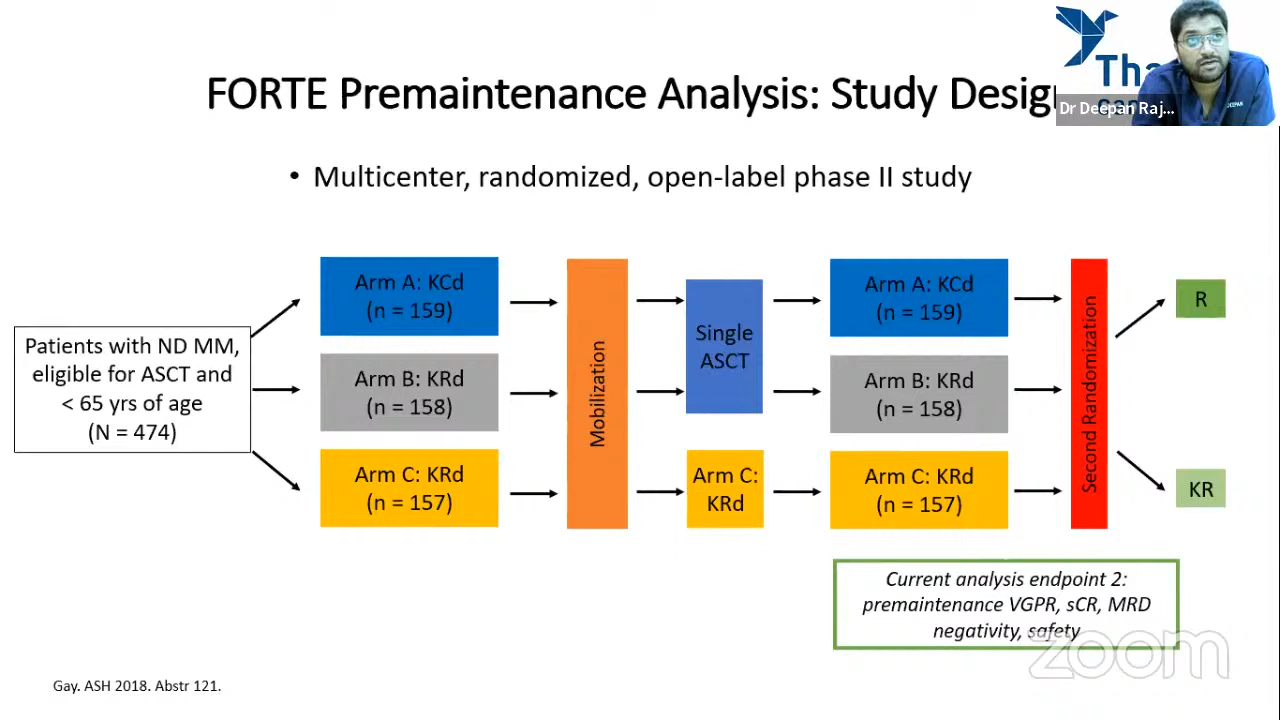 FORTE Premaintenance Analysis: Study Desig
Tha
can
Dr Deepan Raj...
DEEPAN
• Multicenter, randomized, open-label phase II study
Patients with ND MM,
eligible for ASCT and
< 65 yrs of age
(N = 474)
Arm A: KCd
(n = 159)
Arm B: KRd
(n = 158)
Arm C: KRd
(n = 157)
Mobilization
Single
ASCT
Arm C:
KRd
Arm A: KCd
(n = 159)
Arm B: KRd
(n = 158)
Arm C: KRd
(n = 157)
Second Randomization
R
KR
Current analysis endpoint 2:
premaintenance VGPR, sCR, MRD
negativity, safety
zoom
Gay. ASH 2018. Abstr 121.